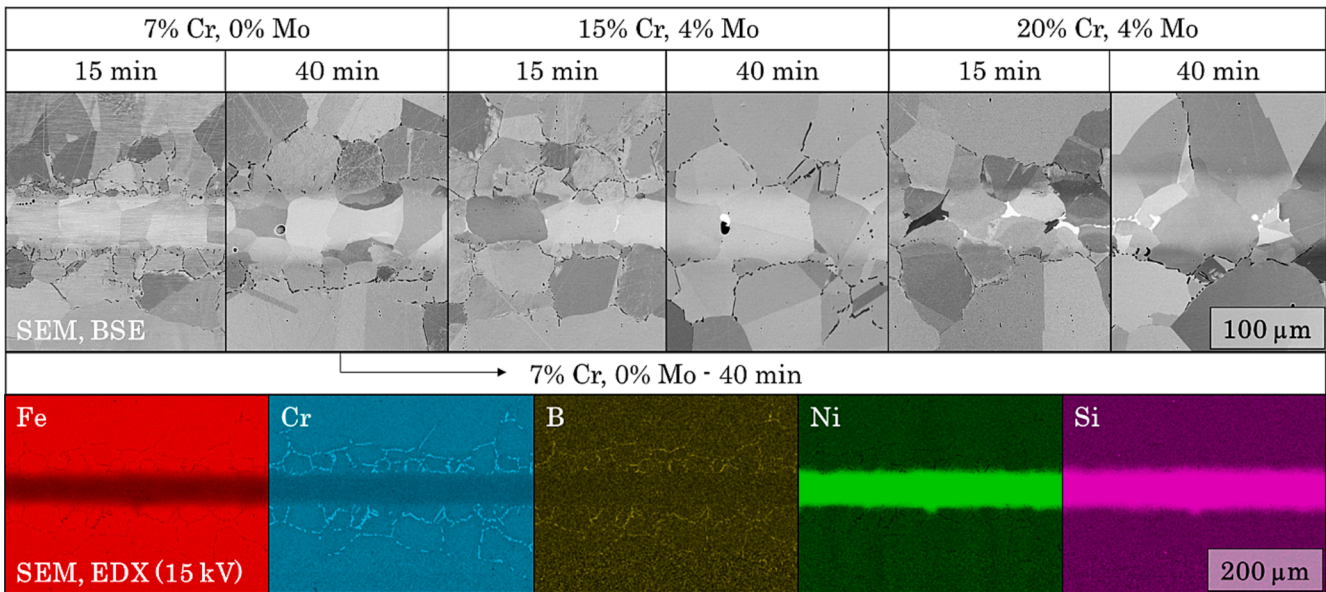 7% Cr, 0% Mo
15% Cr, 4% Mo
20% Cr, 4% Mo
15 min
40 min
15 min
40 min
15 min
40 min
SEM, BSE
100 µm
7% Cr, 0% Mo - 40 min
Fe
Cr
B
Ni
Si
SEM, EDX (15 kV)
200 µm